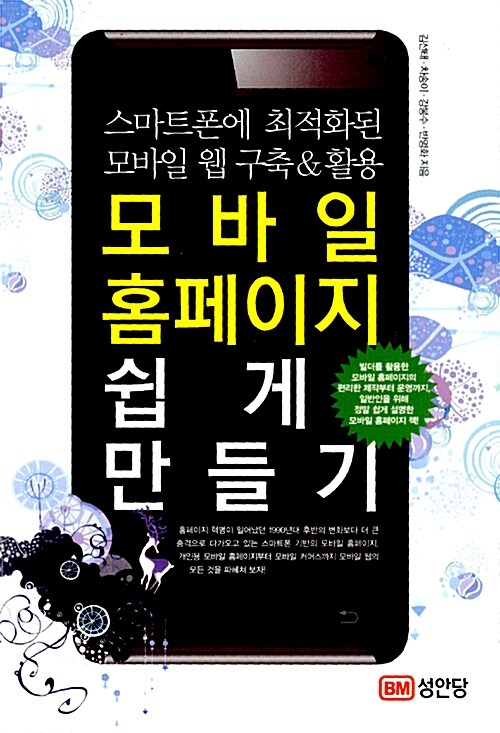 김선태 · 차송이 · 강봉수 · 반영화 지음
스마트폰에 최적화된
모바일 웹 구축&활용
모바일
홈페이지
쉽게
만들기
빌더를 활용한
모바일 홈페이지의
편리한 제작부터 운영까지,
일반인을 위해
정말 쉽게 설명한
모바일 홈페이지 책!
홈페이지 혁명이 일어났던 1990년대 후반의 변화보다 더 큰
충격으로 다가오고 있는 스마트폰 기반의 모바일 홈페이지,
개인용 모바일 홈페이지부터 모바일 커머스까지 모바일 웹의
모든 것을 파헤쳐 보자!
BM 성안당